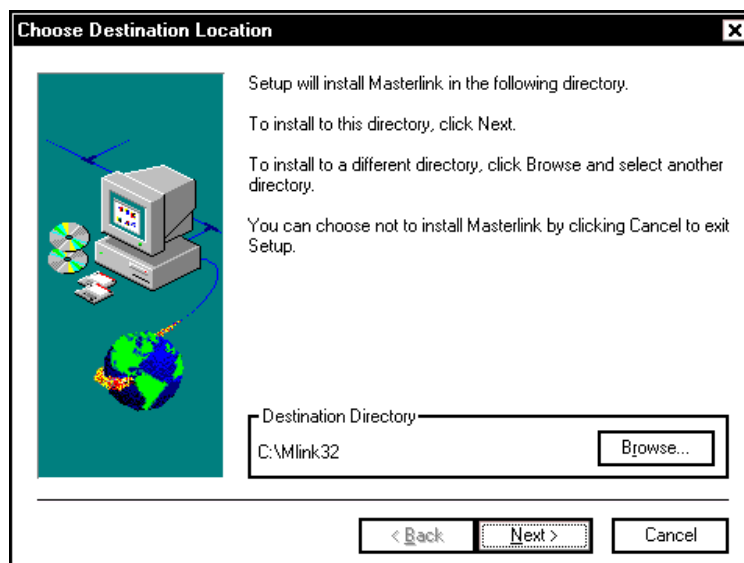 Choose Destination Location
Setup will install Masterlink in the following directory.
To install to this directory, click Next.
To install to a different directory, click Browse and select another
directory.
You can choose not to install Masterlink by clicking Cancel to exit
Setup.
Destination Directory
C:\Mlink32
Browse...
< Back
Next >
Cancel